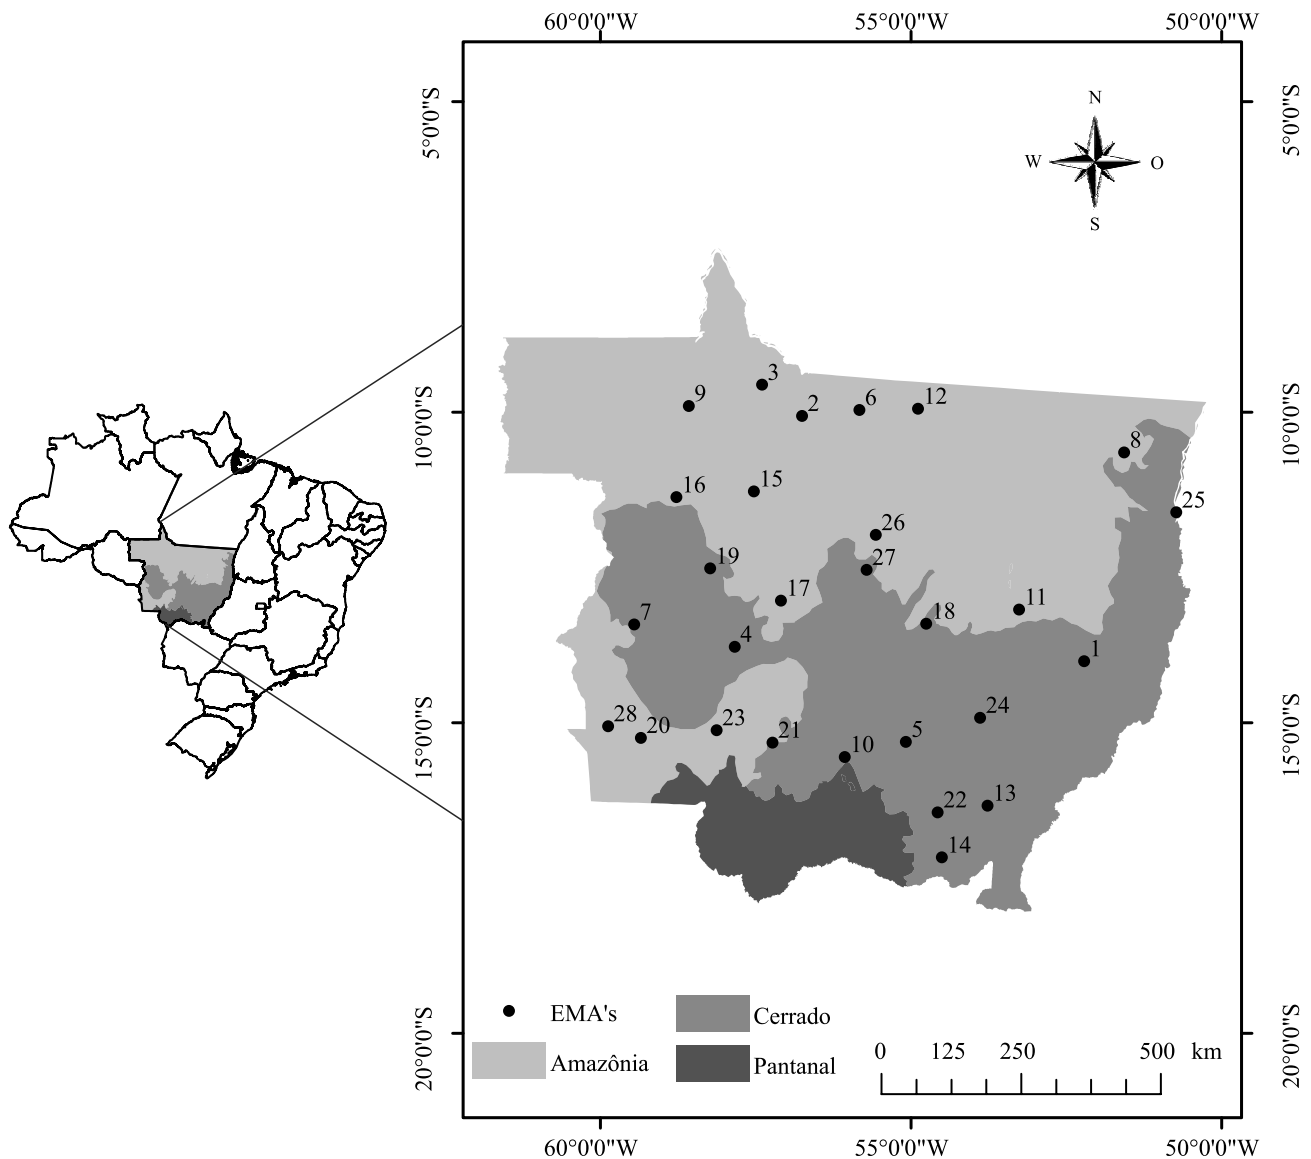 60°0'0"W 55°0'0"W 50°0'0"W
5°0'0"S 5°0'0"S
N
W O
S
3
9 2 6 12
10°0'0"S 10°0'0"S
8
16 15
25
26
19 27
17 11
7 18
4 1
28 20 23 24
21 10 5
15°0'0"S 15°0'0"S
22 13
14
EMA's Cerrado
Amazônia Pantanal
0 125 250 500 km
20°0'0"S 20°0'0"S
60°0'0"W 55°0'0"W 50°0'0"W